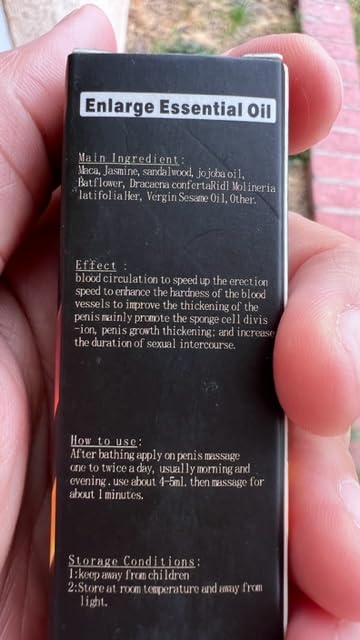 Enlarge Essential Oil
Main Ingredient:
Maca, Jasmine, sandalwood, jojoba oil,
Batflower, Dracaena confertaRidl Molineria
latifoliaHer, Vergin Sesame Oil, Other.
Effect :
blood circulation to speed up the erection
speed to enhance the hardness of the blood
vessels to improve the thickening of the
penis mainly promote the sponge cell divis
-ion, penis growth thickening; and increase
the duration of sexual intercourse.
How to use:
After bathing apply on penis massage
one to twice a day, usually morning and
evening. use about 4-5ml. then massage for
about 1 minutes.
Storage Conditions:
1:keep away from children
2:Store at room temperature and away from
light.